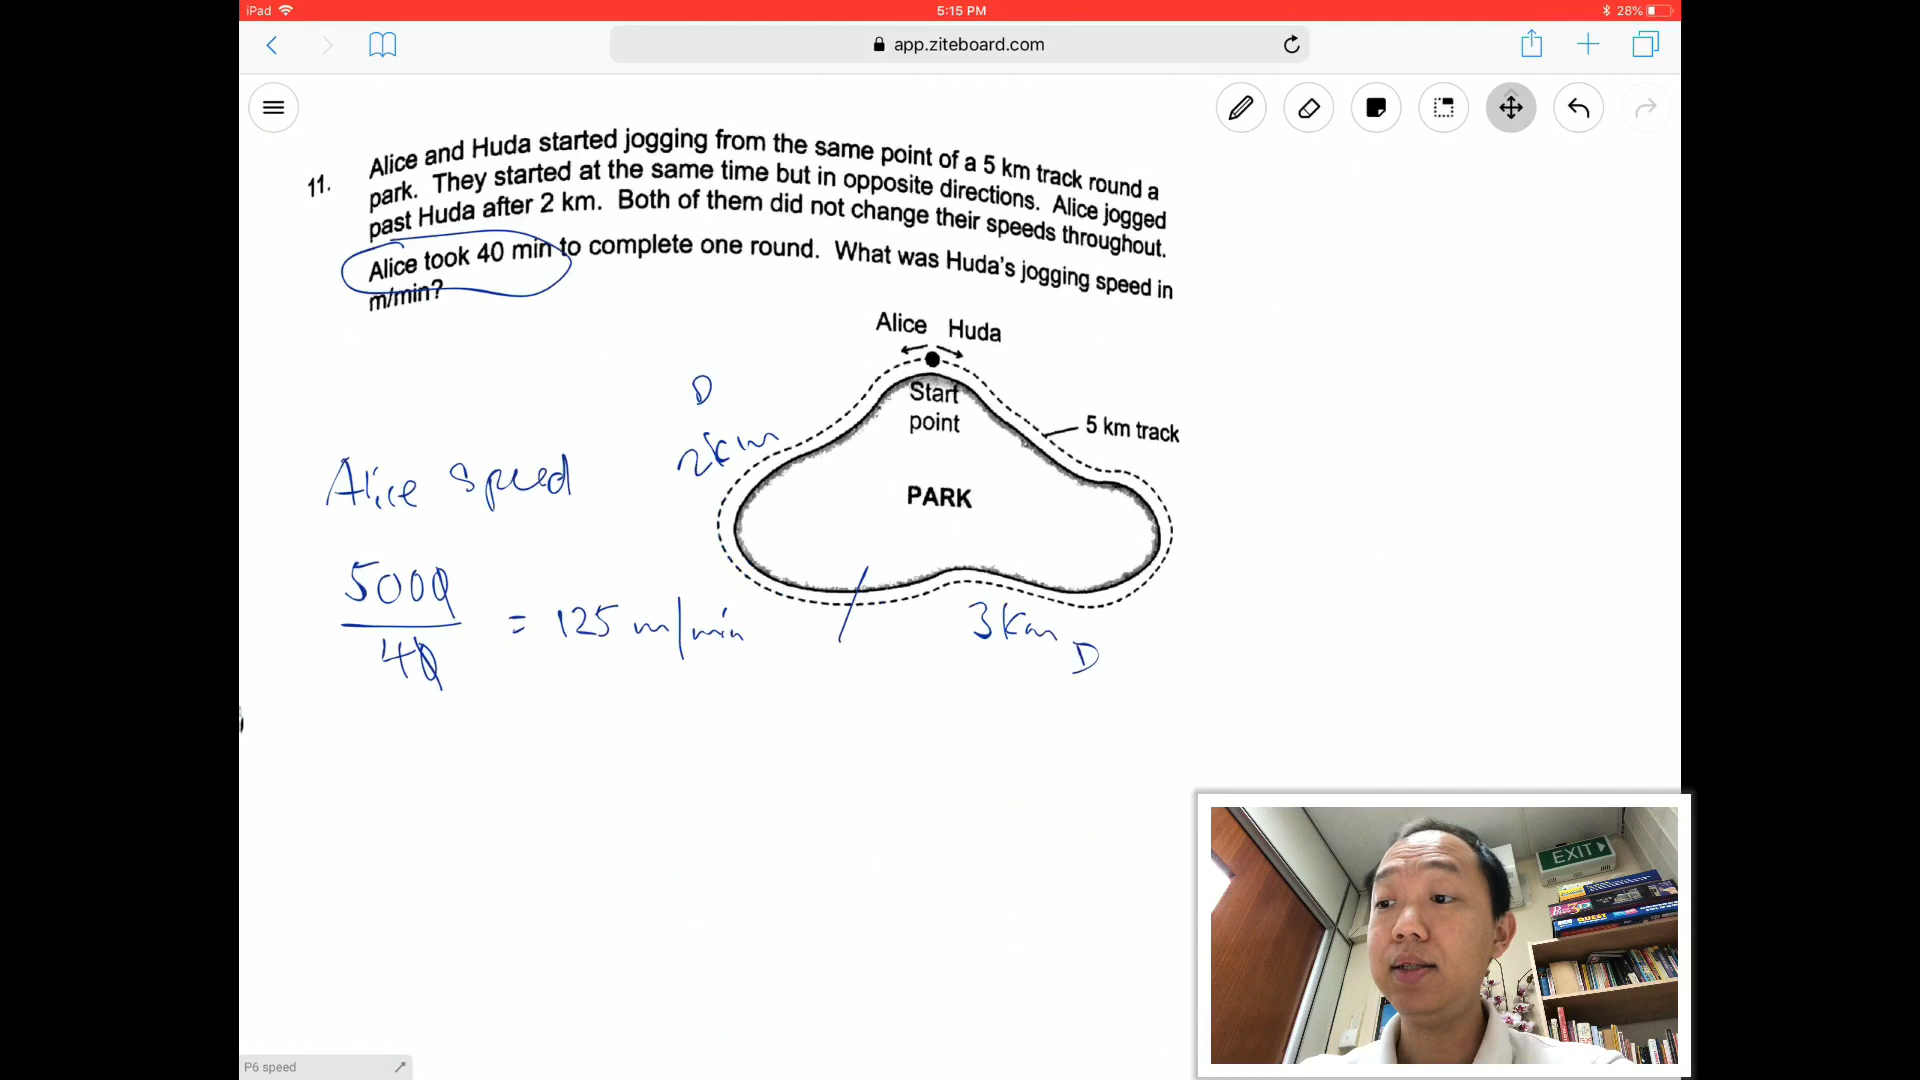 iPad
5:15 PM
28%
app.ziteboard.com
11.
Alice and Huda started jogging from the same point of a 5 km track round a
park. They started at the same time but in opposite directions. Alice jogged
past Huda after 2 km. Both of them did not change their speeds throughout.
Alice took 40 min to complete one round. What was Huda's jogging speed in
m/min?
Alice Huda
Start
point
5 km track
PARK
D
2km
Alice speed
5000
40
= 125 m/min
3km
D
EXIT
QUEST
P6 speed